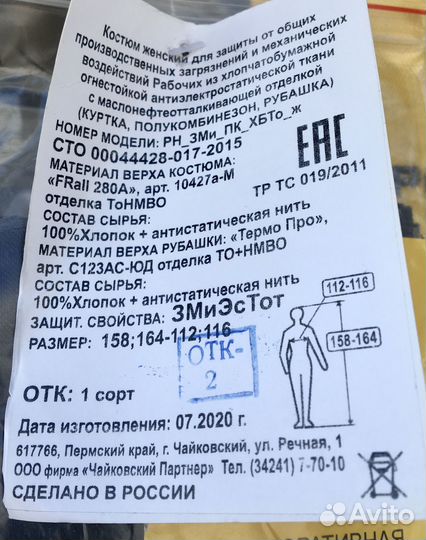 Костюм женский для защиты от общих
производственных загрязнений и механических
воздействий Рабочих из хлопчатобумажной
огнестойкой антиэлектростатической ткани
с маслонефтеотталкивающей отделкой
(КУРТКА, ПОЛУКОМБИНЕЗОН, РУБАШКА)
НОМЕР МОДЕЛИ: РН_ЗМи_ПК_ХБТо_ж
СТО 00044428-017-2015
EAC
МАТЕРИАЛ ВЕРХА КОСТЮМА:
«FRall 280А», арт. 10427а-М
ТР ТС 019/2011
отделка ТоНМВО
СОСТАВ СЫРЬЯ:
100%Хлопок + антистатическая нить
МАТЕРИАЛ ВЕРХА РУБАШКИ: «Термо Про»,
арт. С123АС-ЮД отделка ТО+НМВО
СОСТАВ СЫРЬЯ:
100%Хлопок + антистатическая нить
ЗАЩИТ. СВОЙСТВА: ЗМиЭсТот
РАЗМЕР: 158;164-112;116
112-116
158-164
ОТК-
2
ОТК: 1 сорт
Дата изготовления: 07.2020 г.
617766, Пермский край, г. Чайковский, ул. Речная, 1
ООО фирма «Чайковский Партнер» Тел. (34241) 7-70-10
СДЕЛАНО В РОССИИ
Avito